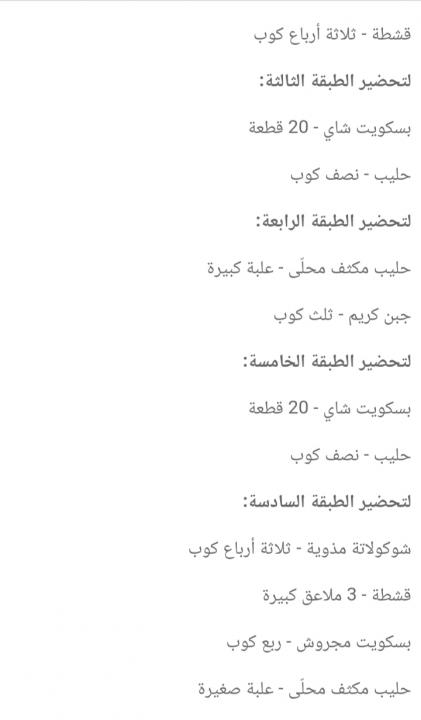 قشطة - ثلاثة أرباع كوب
لتحضير الطبقة الثالثة:
بسكويت شاي - 20 قطعة
حليب - نصف كوب
لتحضير الطبقة الرابعة:
حليب مكثف محلّى - علبة كبيرة
جبن كريم - ثلث كوب
لتحضير الطبقة الخامسة:
بسكويت شاي - 20 قطعة
حليب - نصف كوب
لتحضير الطبقة السادسة:
شوكولاتة مذوبة - ثلاثة أرباع كوب
قشطة - 3 ملاعق كبيرة
بسكويت مجروش - ربع كوب
حليب مكثف محلّى - علبة صغيرة